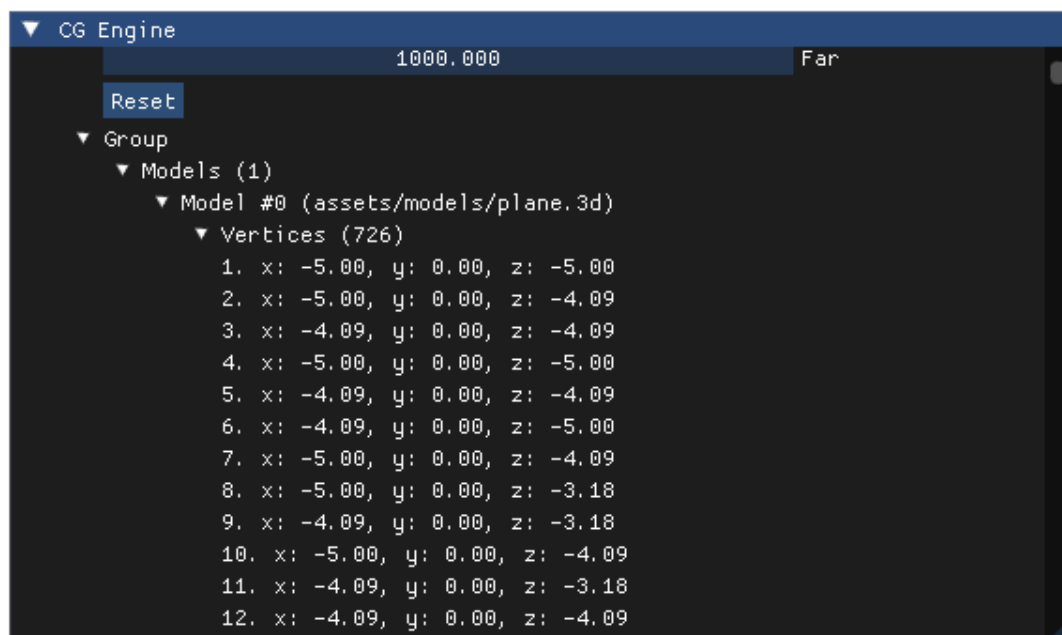 CG Engine
1000.000 Far
Reset
Group
Models (1)
Model #0 (assets/models/plane.3d)
Vertices (726)
1. x: -5.00, y: 0.00, z: -5.00
2. x: -5.00, y: 0.00, z: -4.09
3. x: -4.09, y: 0.00, z: -4.09
4. x: -5.00, y: 0.00, z: -5.00
5. x: -4.09, y: 0.00, z: -4.09
6. x: -4.09, y: 0.00, z: -5.00
7. x: -5.00, y: 0.00, z: -4.09
8. x: -5.00, y: 0.00, z: -3.18
9. x: -4.09, y: 0.00, z: -3.18
10. x: -5.00, y: 0.00, z: -4.09
11. x: -4.09, y: 0.00, z: -3.18
12. x: -4.09, y: 0.00, z: -4.09